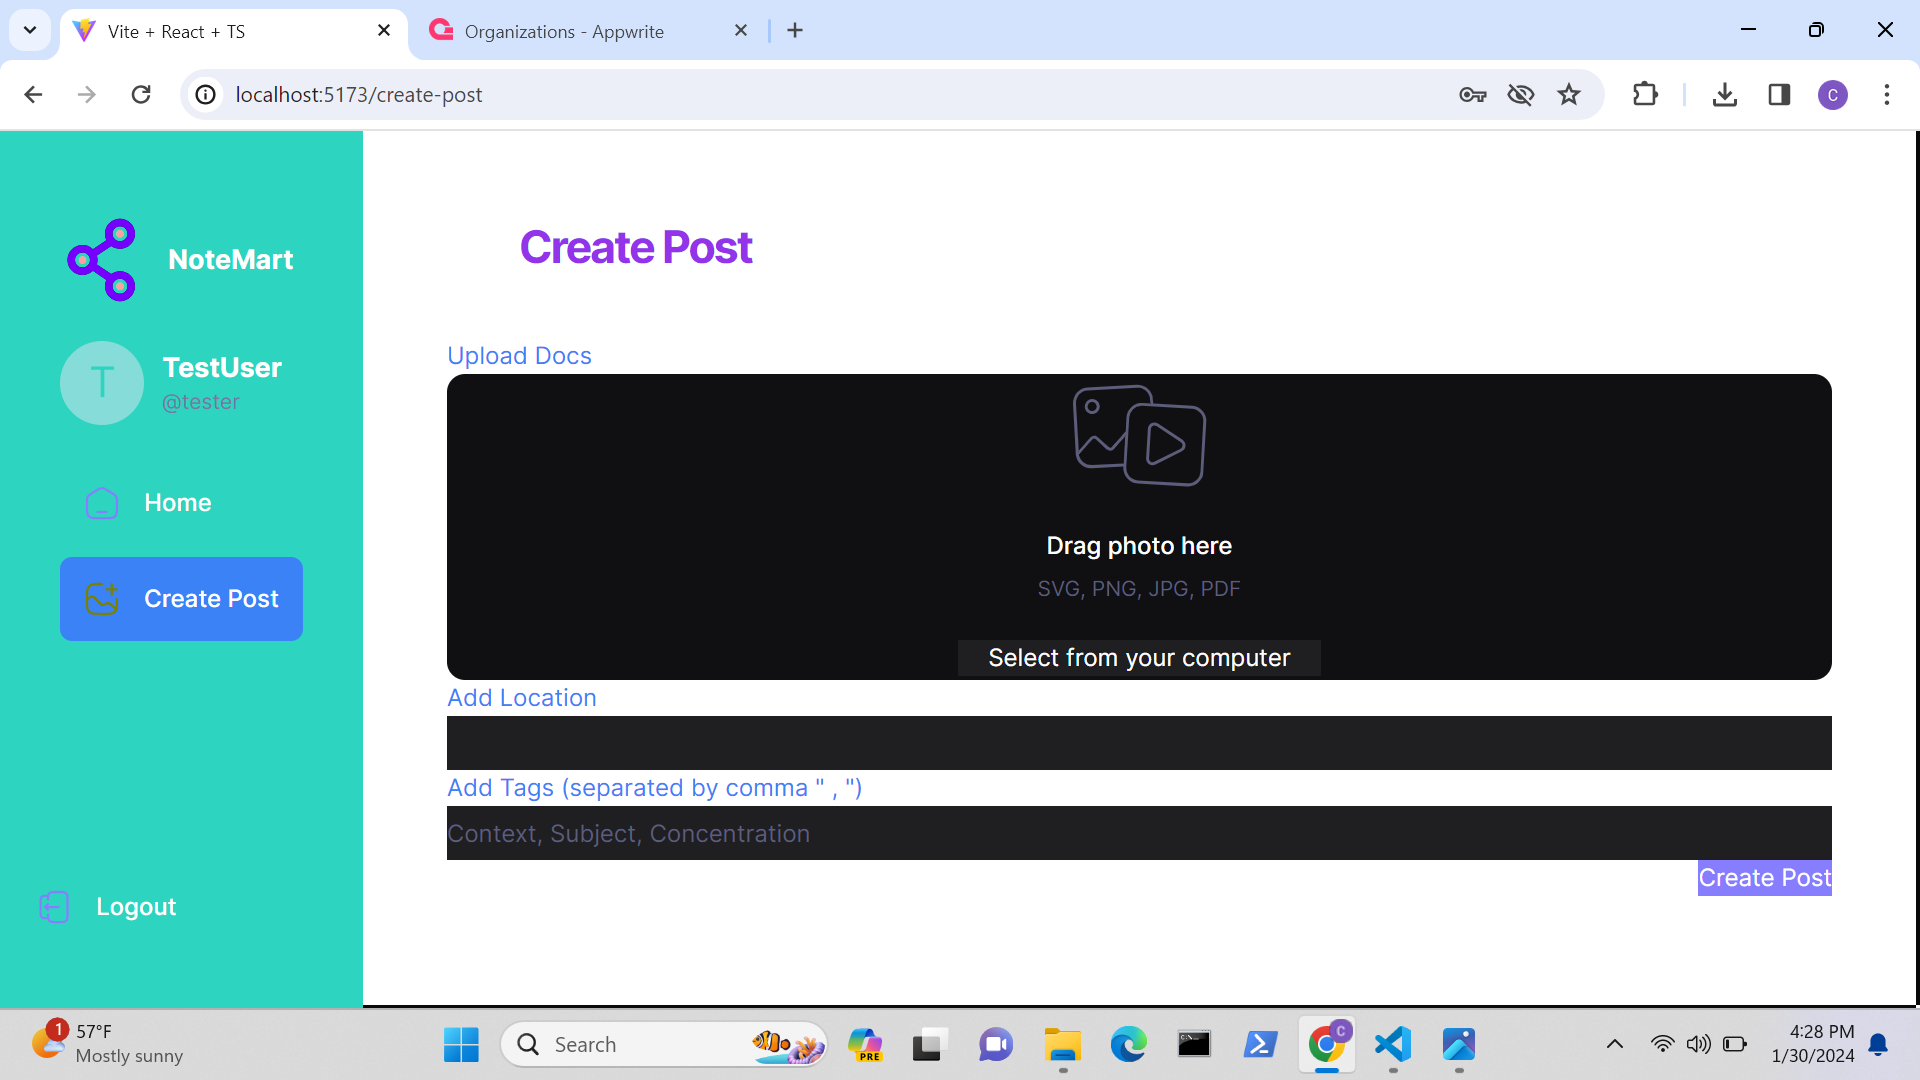 Vite + React + TS
Organizations - Appwrite
localhost:5173/create-post
C
NoteMart
T
TestUser
@tester
Home
Create Post
Logout
Create Post
Upload Docs
Drag photo here
SVG, PNG, JPG, PDF
Select from your computer
Add Location
Add Tags (separated by comma " , ")
Context, Subject, Concentration
Create Post
1
57°F
Mostly sunny
Search
PRE
C
4:28 PM
1/30/2024